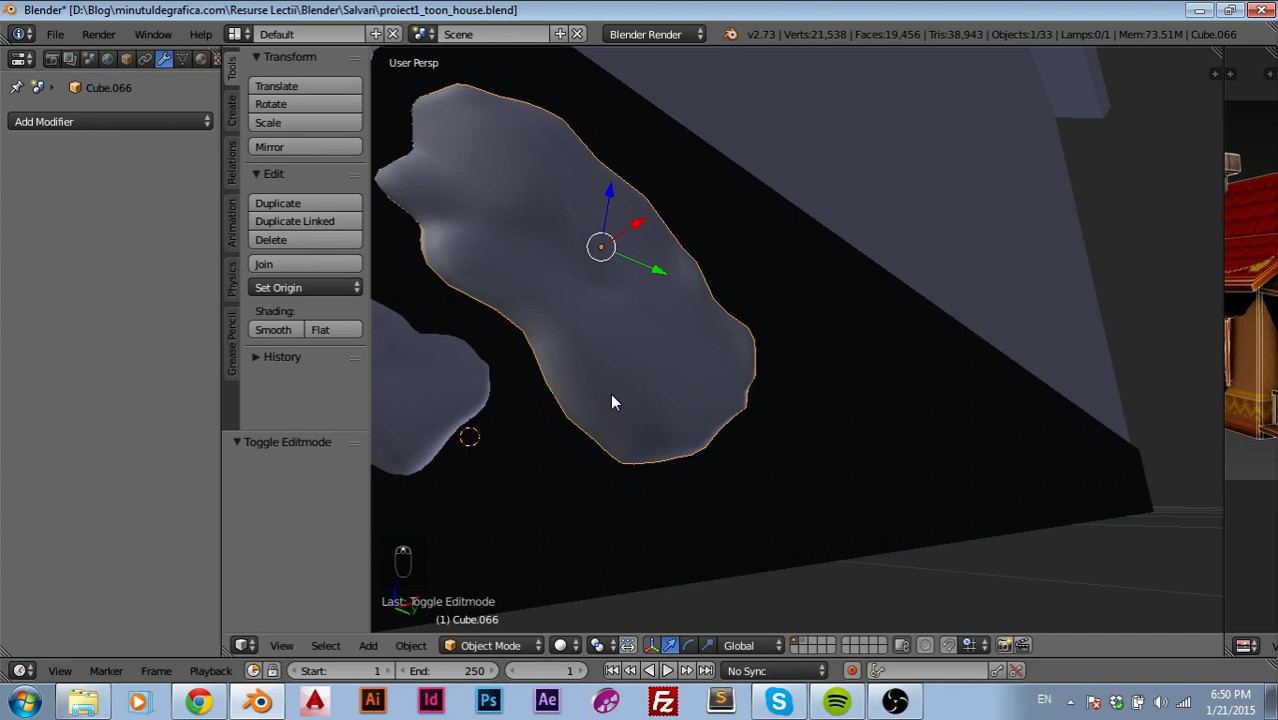 Blender* [D:\Blog\minutuldegrafica.com\Resurse Lectii\Blender\Salvari\proiect1_toon_house.blend]
File Render Window Help Default Scene Blender Render v2.73 | Verts:21,538 | Faces:19,456 | Tris:38,943 | Objects:1/33 | Lamps:0/1 | Mem:73.51M | Cube.066
Cube.066
Add Modifier
Tools
Create
Relations
Animation
Physics
Grease Pencil
Transform
Translate
Rotate
Scale
Mirror
Edit
Duplicate
Duplicate Linked
Delete
Join
Set Origin
Shading:
Smooth Flat
History
Toggle Editmode
User Persp
Last: Toggle Editmode
(1) Cube.066
View Select Add Object Object Mode Global
View Marker Frame Playback Start: 1 End: 250 1 No Sync
Ai Id Ps Ae Fz S
EN 6:50 PM
1/21/2015